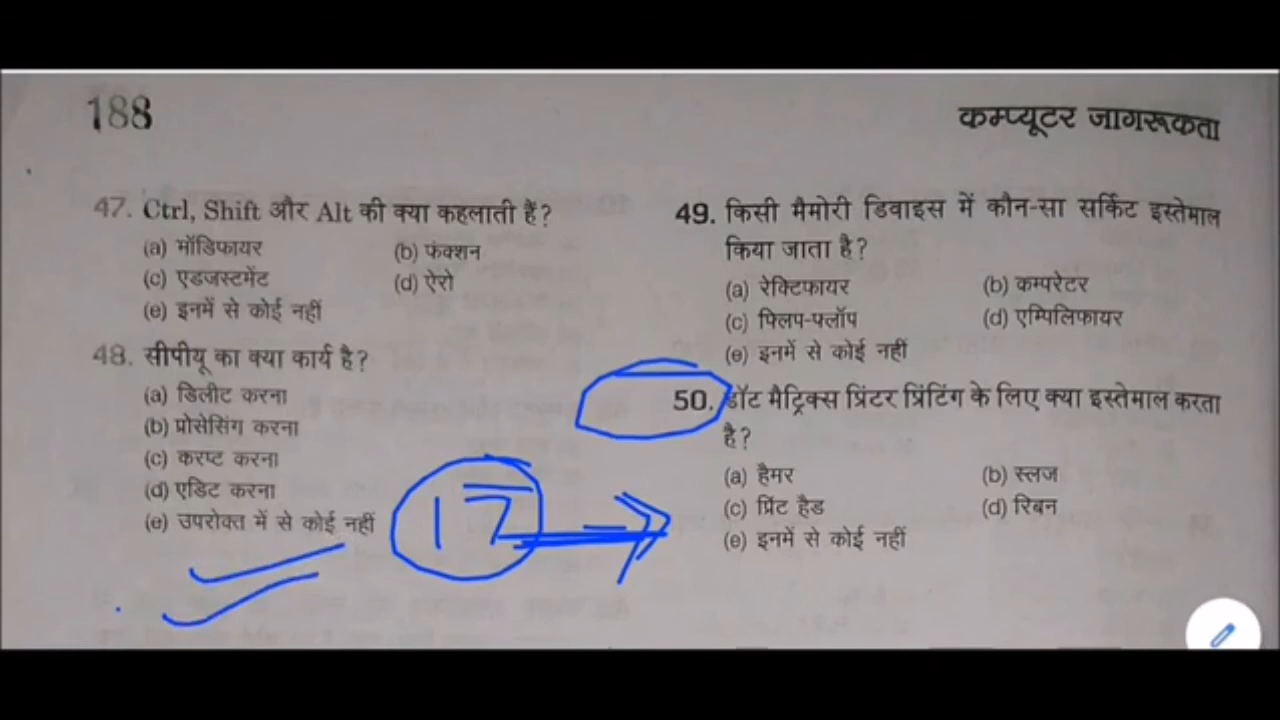 188
कम्प्यूटर जागरूकता
47. Ctrl, Shift और Alt की क्या कहलाती हैं?
(a) मॉडिफायर (b) फंक्शन
(c) एडजस्टमेंट (d) ऐरो
(e) इनमें से कोई नहीं
48. सीपीयू का क्या कार्य है?
(a) डिलीट करना
(b) प्रोसेसिंग करना
(c) करप्ट करना
(d) एडिट करना
(e) उपरोक्त में से कोई नहीं
17
49. किसी मैमोरी डिवाइस में कौन-सा सर्किट इस्तेमाल
किया जाता है?
(a) रेक्टिफायर (b) कम्परेटर
(c) फ्लिप-फ्लॉप (d) एम्पिलिफायर
(e) इनमें से कोई नहीं
50. डॉट मैट्रिक्स प्रिंटर प्रिंटिंग के लिए क्या इस्तेमाल करता
है?
(a) हैमर (b) स्लज
(c) प्रिंट हैड (d) रिबन
(e) इनमें से कोई नहीं